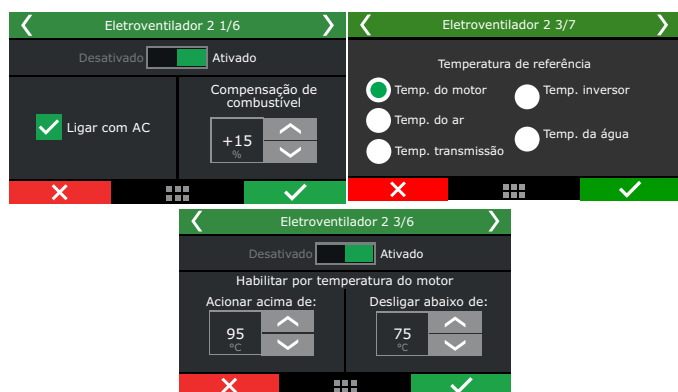 Eletroventilador 2 1/6
Desativado Ativado
Ligar com AC
Compensação de
combustível
+15
%
Eletroventilador 2 3/7
Temperatura de referência
Temp. do motor
Temp. inversor
Temp. do ar
Temp. da água
Temp. transmissão
Eletroventilador 2 3/6
Desativado Ativado
Habilitar por temperatura do motor
Acionar acima de: Desligar abaixo de:
95 75
°C °C